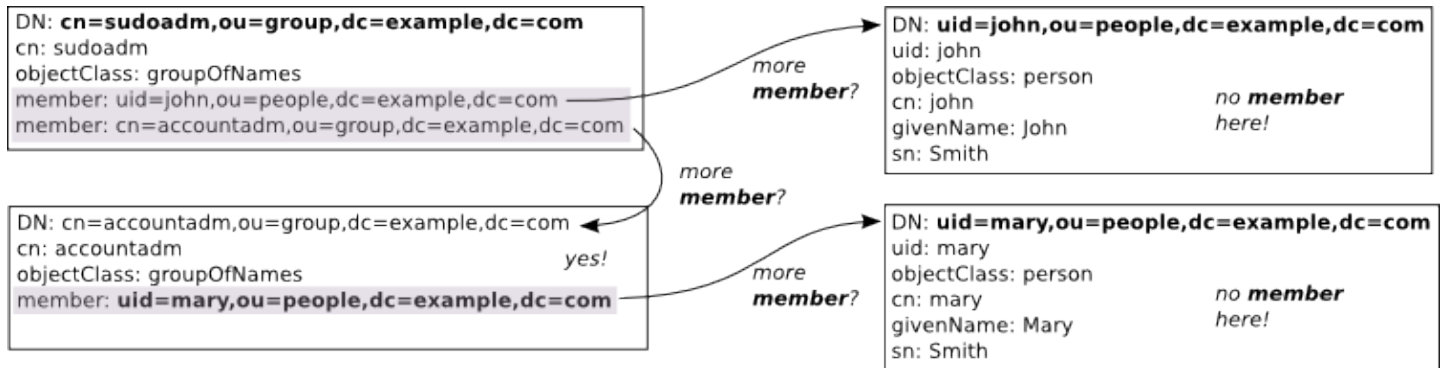 DN: cn=sudoadm,ou=group,dc=example,dc=com
cn: sudoadm
objectClass: groupOfNames
member: uid=john,ou=people,dc=example,dc=com
member: cn=accountadm,ou=group,dc=example,dc=com
more
member?
DN: uid=john,ou=people,dc=example,dc=com
uid: john
objectClass: person
cn: john
givenName: John
sn: Smith
no member
here!
more
member?
DN: cn=accountadm,ou=group,dc=example,dc=com
cn: accountadm
objectClass: groupOfNames
member: uid=mary,ou=people,dc=example,dc=com
yes!
more
member?
DN: uid=mary,ou=people,dc=example,dc=com
uid: mary
objectClass: person
cn: mary
givenName: Mary
sn: Smith
no member
here!